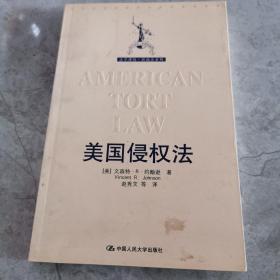 AMERICAN
TORT
LAW
美国侵权法
[美] 文森特·R·约翰逊 著
Vincent R. Johnson
赵秀文 等 译
中国人民大学出版社